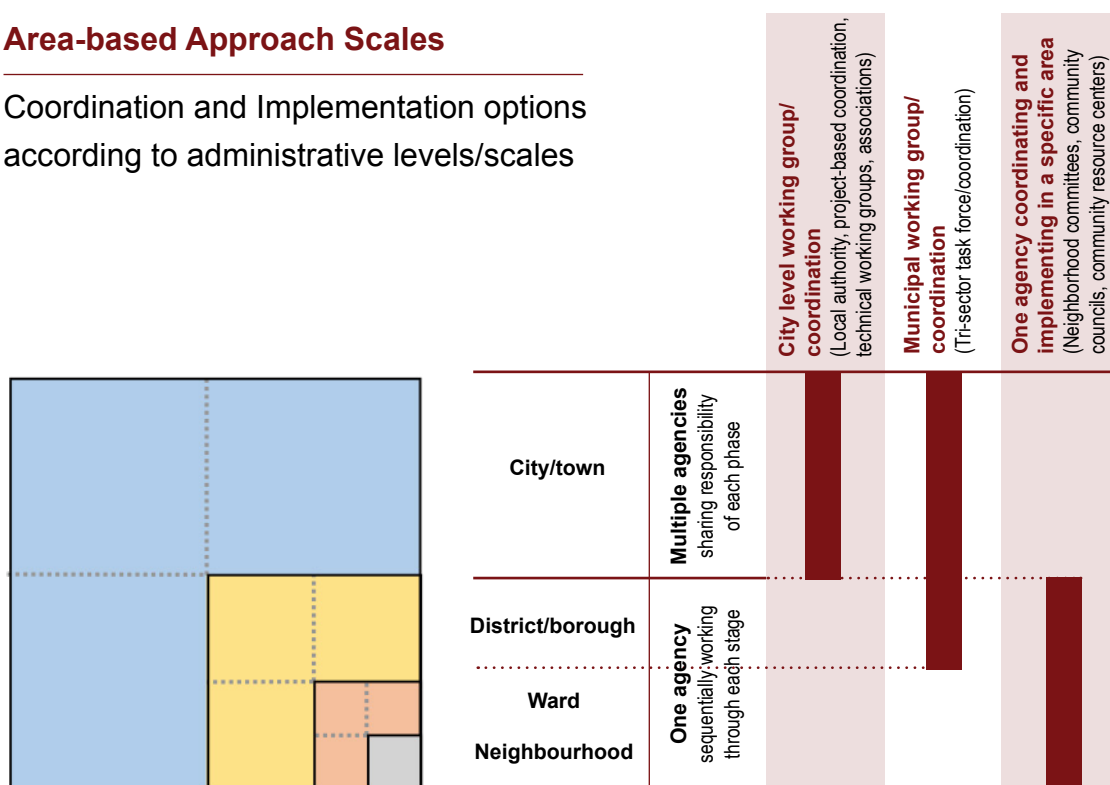 Area-based Approach Scales
Coordination and Implementation options
according to administrative levels/scales
City level working group/
coordination
(Local authority, project-based coordination,
technical working groups, associations)
Municipal working group/
coordination
(Tri-sector task force/coordination)
One agency coordinating and
implementing in a specific area
(Neighborhood committees, community
councils, community resource centers)
City/town
Multiple agencies
sharing responsibility
of each phase
District/borough
Ward
Neighbourhood
One agency
sequentially working
through each stage